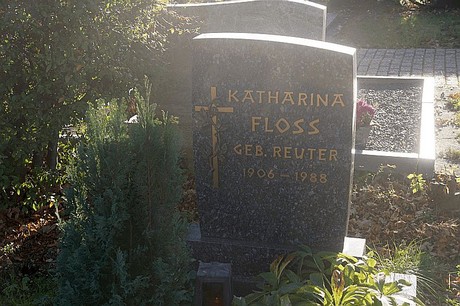 KATHARINA
FLOSS
GEB. REUTER
1906 – 1988